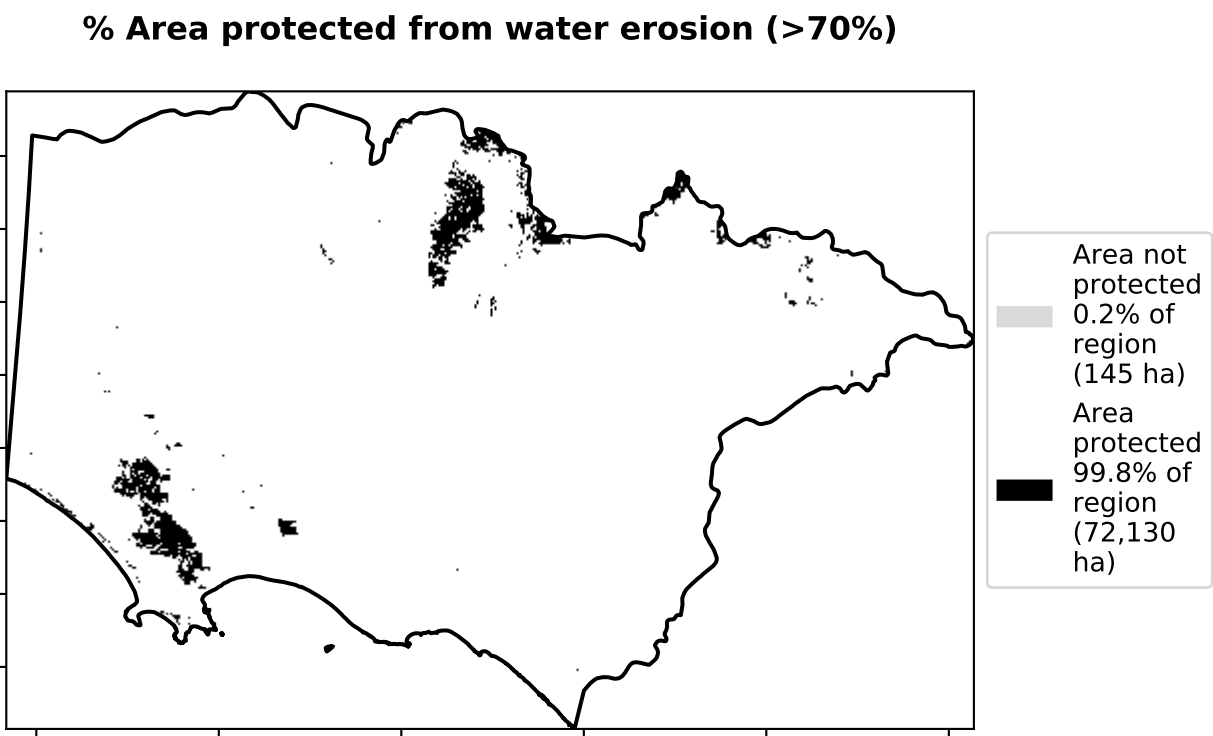 % Area protected from water erosion (>70%)
Area not
protected
0.2% of
region
(145 ha)
Area
protected
99.8% of
region
(72,130
ha)